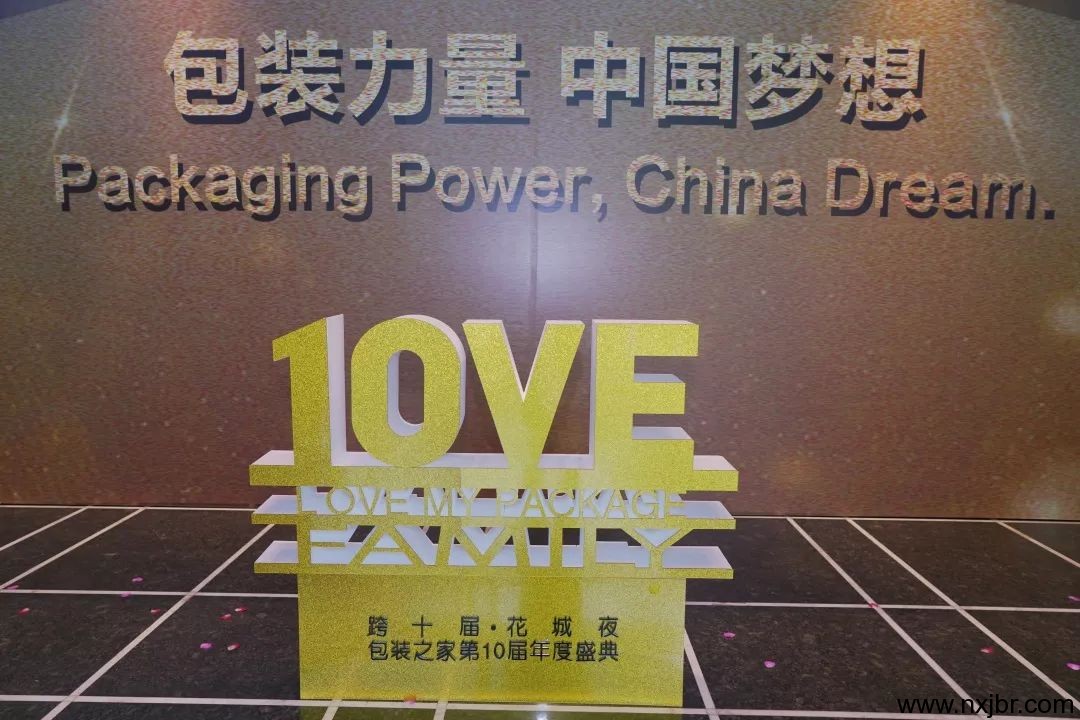 包装力量 中国梦想
Packaging Power, China Dream.
10VE
LOVE MY PACKAGE
FAMILY
跨十届·花城夜
包装之家第10届年度盛典
www.nxjbr.com